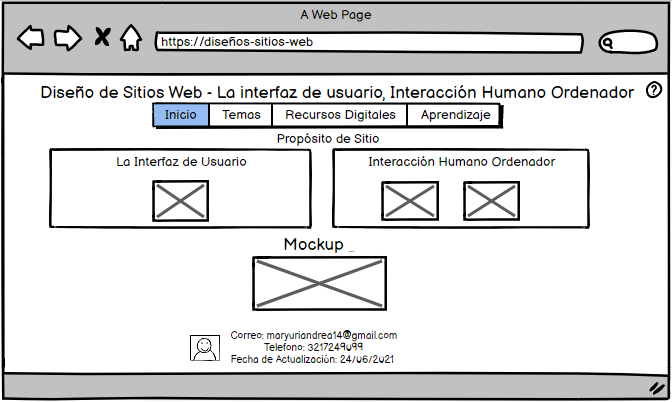 A Web Page
https://diseños-sitios-web
Diseño de Sitios Web - La interfaz de usuario, Interacción Humano Ordenador ?
Inicio Temas Recursos Digitales Aprendizaje
Propósito de Sitio
La Interfaz de Usuario
Interacción Humano Ordenador
Mockup _
Correo: maryuriandrea14@gmail.com
Telefono: 3217249099
Fecha de Actualización: 24/06/2021